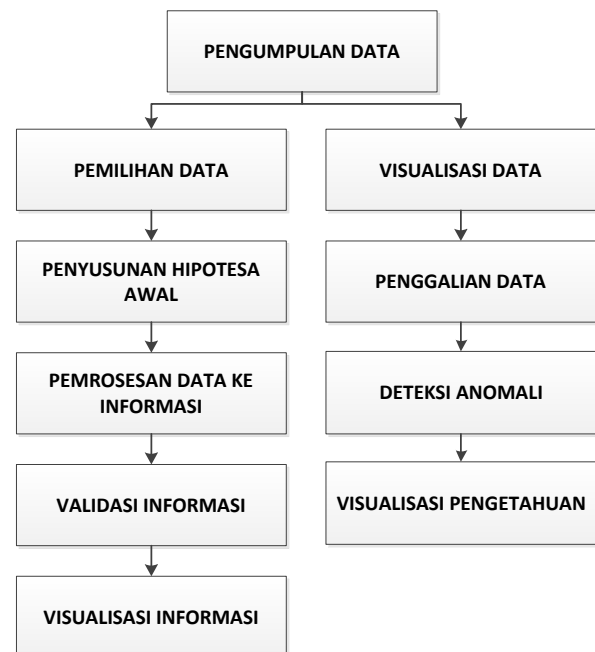 PENGUMPULAN DATA
PEMILIHAN DATA
VISUALISASI DATA
PENYUSUNAN HIPOTESA
AWAL
PENGGALIAN DATA
PEMROSESAN DATA KE
INFORMASI
DETEKSI ANOMALI
VALIDASI INFORMASI
VISUALISASI PENGETAHUAN
VISUALISASI INFORMASI